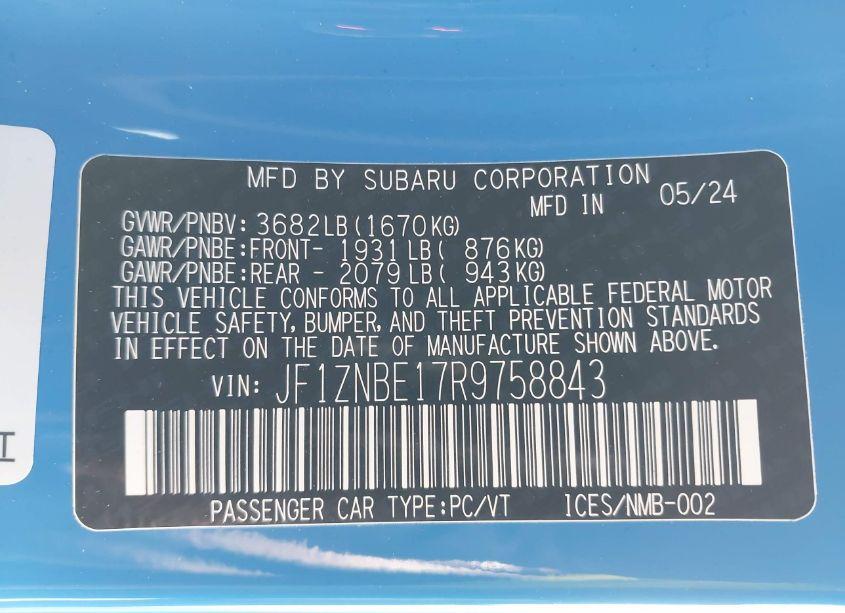 MFD BY SUBARU CORPORATION
MFD IN 05/24
GVWR/PNBV: 3682LB(1670KG)
GAWR/PNBE:FRONT- 1931LB( 876KG)
GAWR/PNBE:REAR - 2079LB( 943KG)
THIS VEHICLE CONFORMS TO ALL APPLICABLE FEDERAL MOTOR
VEHICLE SAFETY, BUMPER, AND THEFT PREVENTION STANDARDS
IN EFFECT ON THE DATE OF MANUFACTURE SHOWN ABOVE.
VIN: JF1ZNBE17R9758843
PASSENGER CAR TYPE:PC/VT ICES/NMB-002